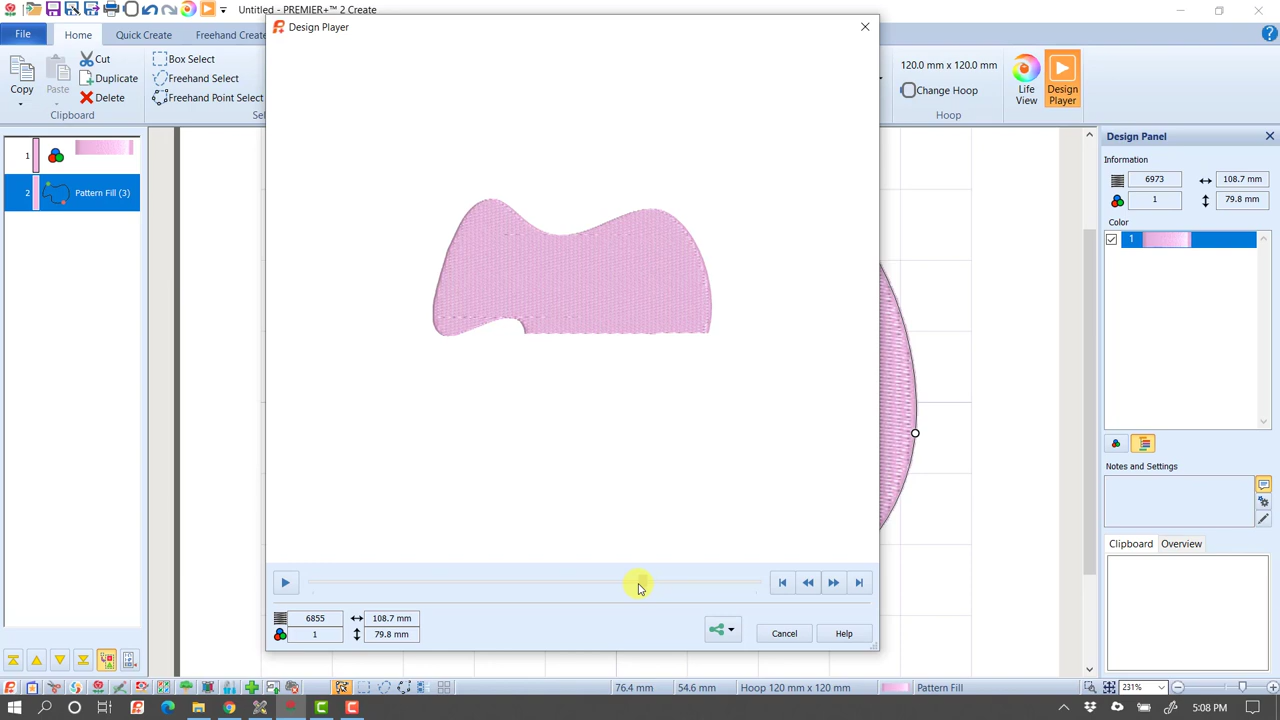 Untitled - PREMIER+™ 2 Create
File
Home
Quick Create
Freehand Create
Copy
Paste
Cut
Duplicate
Delete
Clipboard
Box Select
Freehand Select
Freehand Point Select
Sel
Design Player
120.0 mm x 120.0 mm
Change Hoop
Hoop
Life View
Design Player
1
2 Pattern Fill (3)
Design Panel
Information
6973 108.7 mm
1 79.8 mm
Color
1
Notes and Settings
Clipboard Overview
6855 108.7 mm
1 79.8 mm
Cancel
Help
76.4 mm 54.6 mm Hoop 120 mm x 120 mm Pattern Fill 231%
5:08 PM